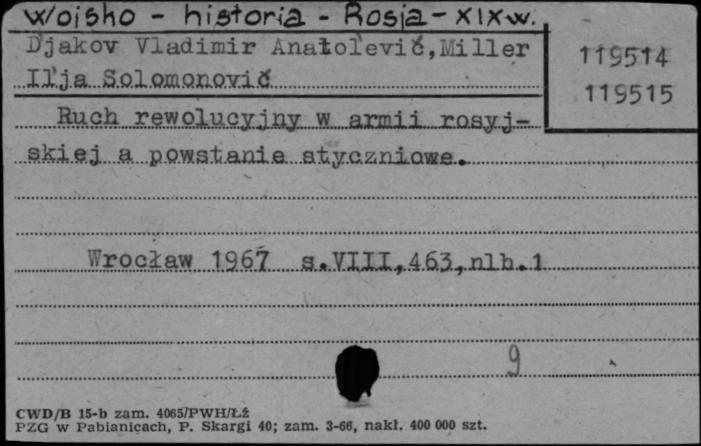 Wojsko - historia - Rosja - XIX w.
Djakov Vladimir Anatol'evič, Miller
Il'ja Solomonovič
119514
119515
Ruch rewolucyjny w armii rosyj-
skiej a powstanie styczniowe.
Wrocław 1967 s.VIII,463,nlb.1
9
CWD/B 15-b zam. 4065/PWH/Łź
PZG w Pabianicach, P. Skargi 40; zam. 3-66, nakł. 400 000 szt.